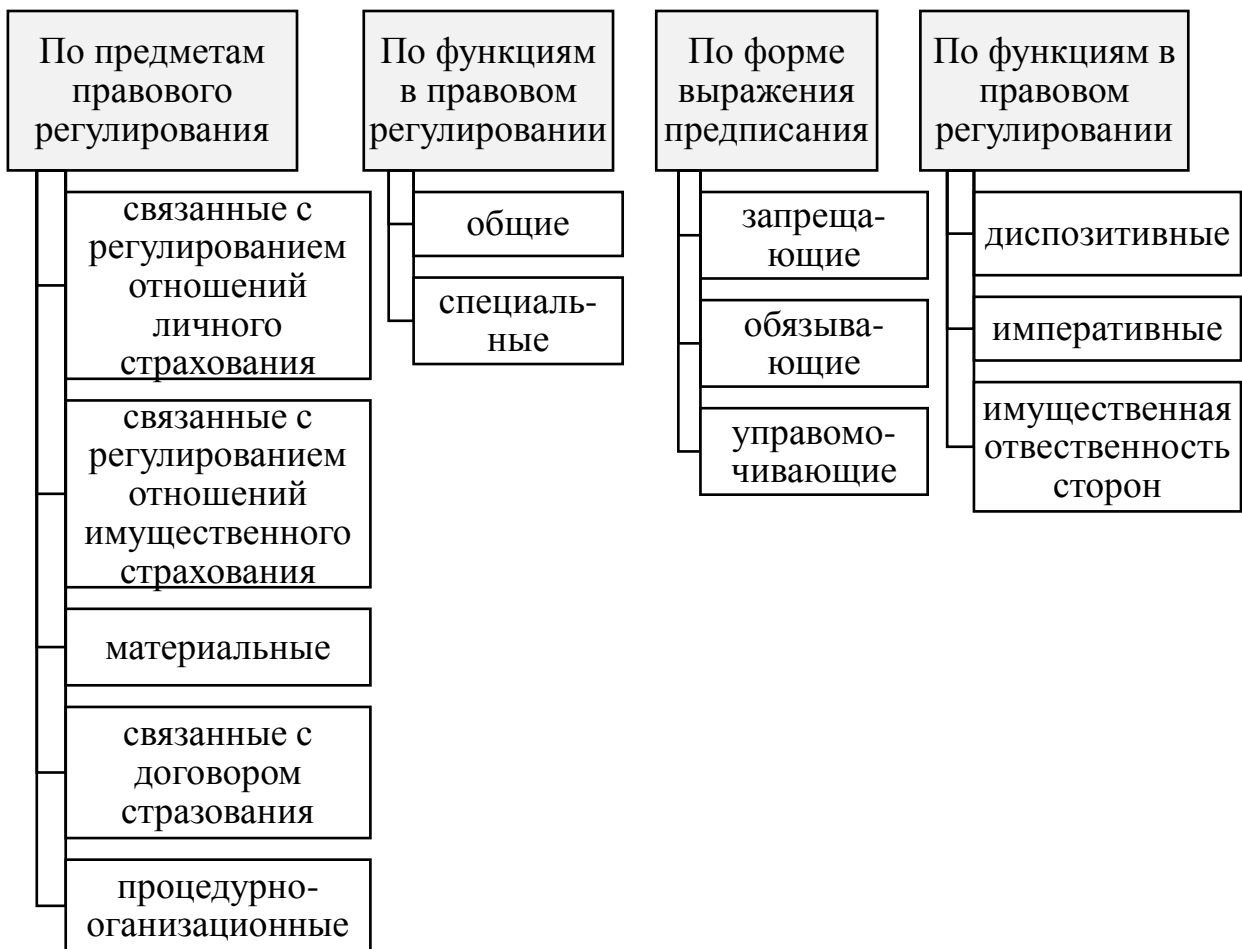 По предметам
правового
регулирования
связанные с
регулированием
отношений
личного
страхования
связанные с
регулированием
отношений
имущественного
страхования
материальные
связанные с
договором
стразования
процедурно-
оганизационные
По функциям
в правовом
регулировании
общие
специаль-
ные
По форме
выражения
предписания
запреща-
ющие
обязыва-
ющие
управомо-
чивающие
По функциям в
правовом
регулировании
диспозитивные
императивные
имущественная
отвественность
сторон